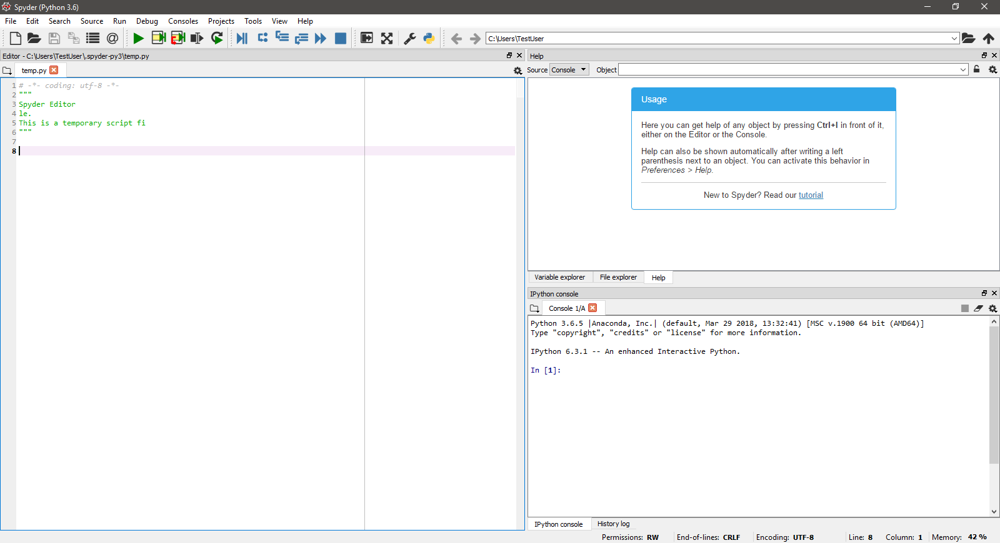 Spyder (Python 3.6)
File Edit Search Source Run Debug Consoles Projects Tools View Help
C:\Users\TestUser
Editor - C:\Users\TestUser\.spyder-py3\temp.py
temp.py
1 # -*- coding: utf-8 -*-
2 """
3 Spyder Editor
4 le.
5 This is a temporary script fi
6 """
7
8
Help
Source Console Object
Usage
Here you can get help of any object by pressing Ctrl+I in front of it,
either on the Editor or the Console.
Help can also be shown automatically after writing a left
parenthesis next to an object. You can activate this behavior in
Preferences > Help.
New to Spyder? Read our tutorial
Variable explorer File explorer Help
IPython console
Console 1/A
Python 3.6.5 |Anaconda, Inc.| (default, Mar 29 2018, 13:32:41) [MSC v.1900 64 bit (AMD64)]
Type "copyright", "credits" or "license" for more information.
IPython 6.3.1 -- An enhanced Interactive Python.
In [1]:
IPython console History log
Permissions: RW End-of-lines: CRLF Encoding: UTF-8 Line: 8 Column: 1 Memory: 42 %